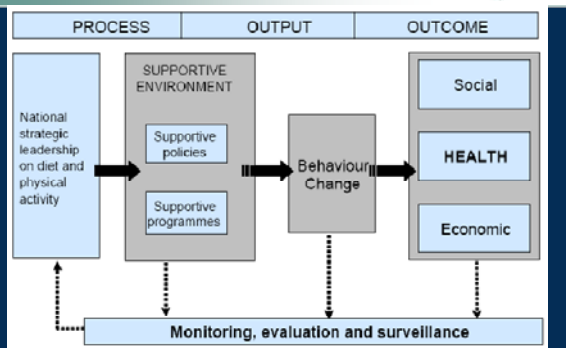 PROCESS
OUTPUT
OUTCOME
National
strategic
leadership
on diet and
physical
activity
SUPPORTIVE
ENVIRONMENT
Supportive
policies
Supportive
programmes
Behaviour
Change
Social
HEALTH
Economic
Monitoring, evaluation and surveillance